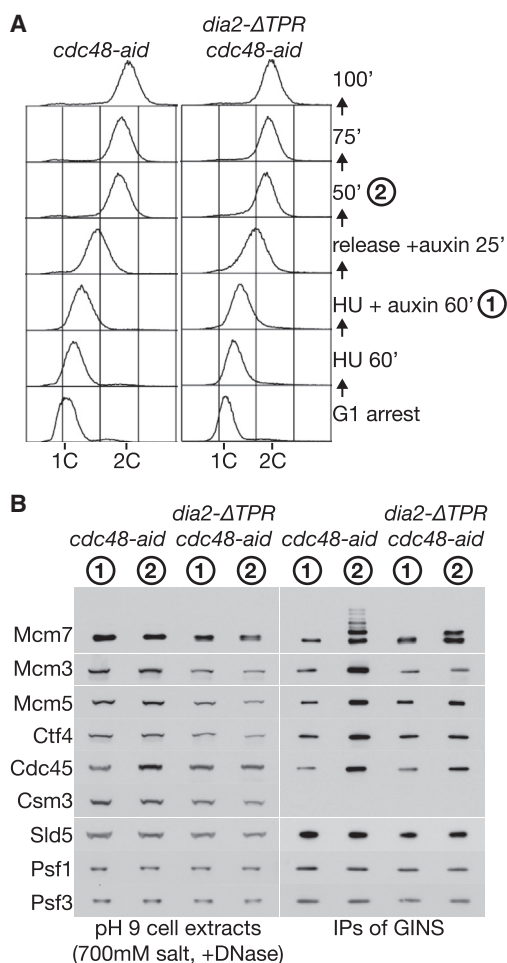 A
cdc48-aid
dia2-ΔTPR
cdc48-aid
100'
75'
50' 2
release +auxin 25'
HU + auxin 60' 1
HU 60'
G1 arrest
1C 2C 1C 2C
B
dia2-ΔTPR dia2-ΔTPR
cdc48-aid cdc48-aid cdc48-aid cdc48-aid
1 2 1 2 1 2 1 2
Mcm7
Mcm3
Mcm5
Ctf4
Cdc45
Csm3
Sld5
Psf1
Psf3
pH 9 cell extracts IPs of GINS
(700mM salt, +DNase)